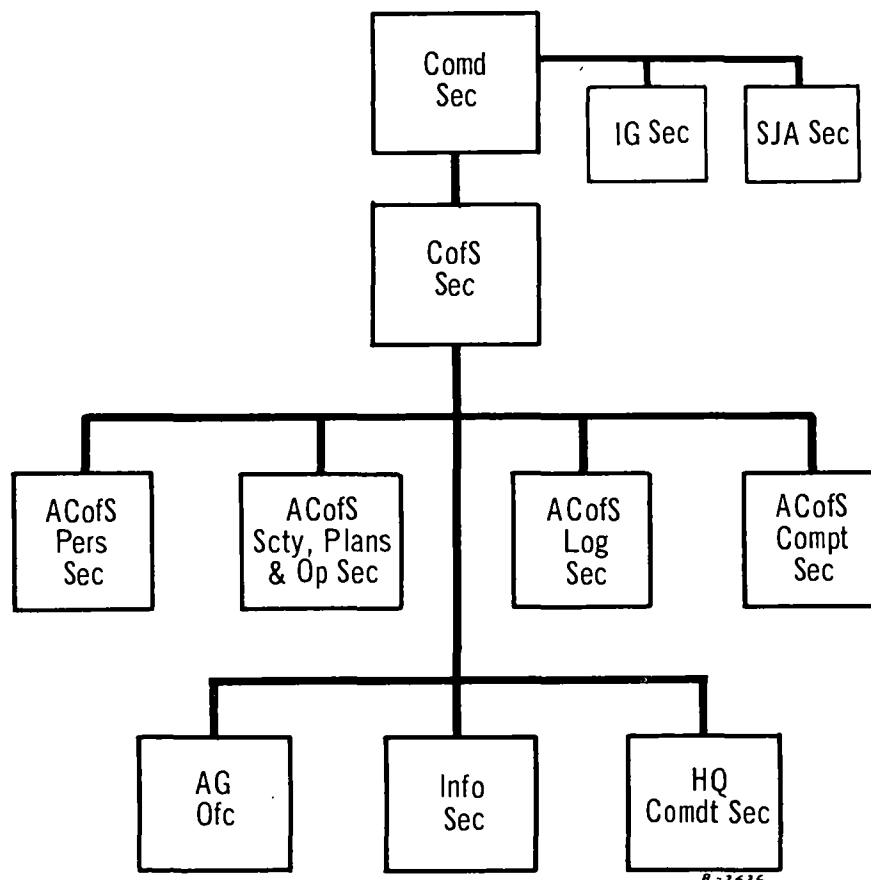 Comd
Sec
IG Sec
SJA Sec
CofS
Sec
ACofS
Pers
Sec
ACofS
Scty, Plans
& Op Sec
ACofS
Log
Sec
ACofS
Compt
Sec
AG
Ofc
Info
Sec
HQ
Comdt Sec